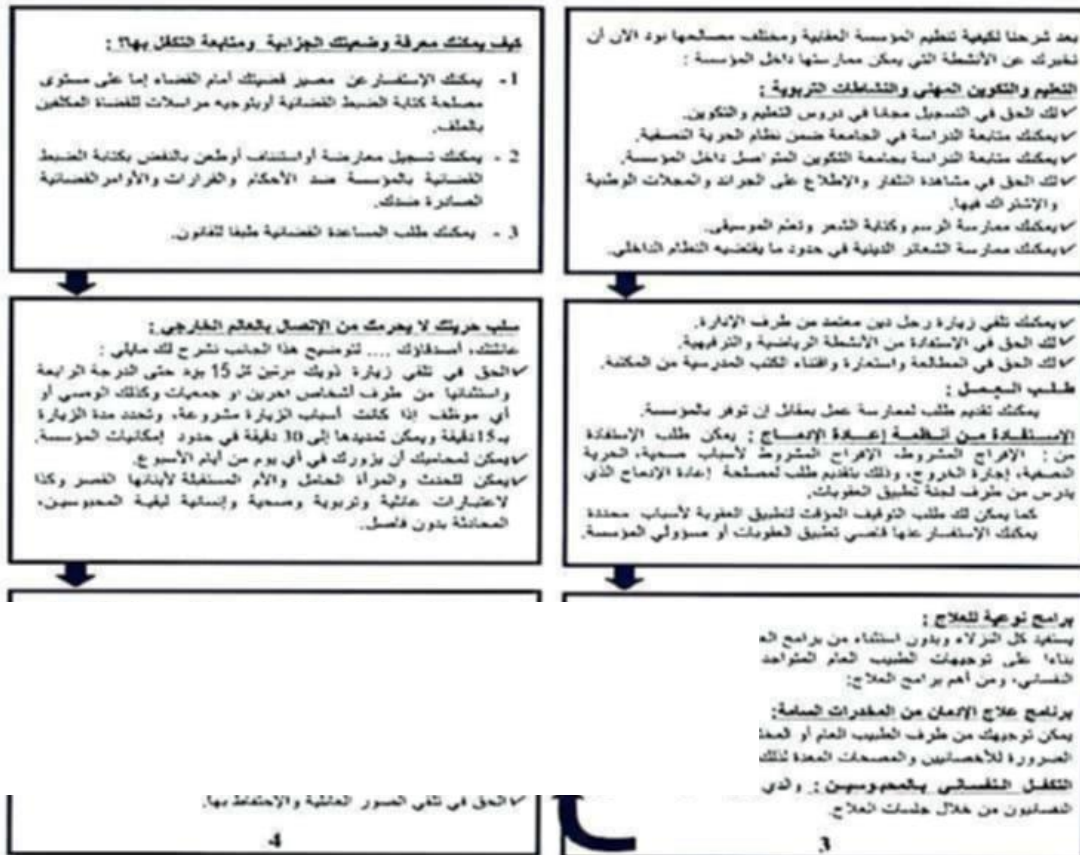 بعد شرحنا لكيفية تنظيم المؤسسة العقابية ومختلف مصالحها نود الآن أن
نخبرك عن الأنشطة التي يمكن ممارستها داخل المؤسسة :
التعليم والتكوين المهني والنشاطات التربوية :
✓لك الحق في التسجيل مجانا في دروس التعليم والتكوين.
✓يمكنك متابعة الدراسة في الجامعة ضمن نظام الحرية النصفية.
✓يمكنك متابعة الدراسة بجامعة التكوين المتواصل داخل المؤسسة.
✓لك الحق في مشاهدة التلفاز والاطلاع على الجرائد والمجلات الوطنية
والاشتراك فيها.
✓يمكنك ممارسة الرسم وكتابة الشعر وتعلم الموسيقى.
✓يمكنك ممارسة الشعائر الدينية في حدود ما يقتضيه النظام الداخلي.
✓يمكنك تلقي زيارة رجل دين معتمد من طرف الإدارة.
✓لك الحق في الإستفادة من الأنشطة الرياضية والترفيهية.
✓لك الحق في المطالعة واستعارة واقتناء الكتب المدرسية من المكتبة.
طلب العمل :
يمكنك تقديم طلب لممارسة عمل بمقابل إن توفر بالمؤسسة.
الإستفادة من أنظمة إعادة الإدماج : يمكن طلب الإستفادة
من : الإفراج المشروط، الإفراج المشروط لأسباب صحية، الحرية
النصفية، إجازة الخروج، وذلك بتقديم طلب لمصلحة إعادة الإدماج الذي
يدرس من طرف لجنة تطبيق العقوبات.
كما يمكن لك طلب التوقيف المؤقت لتطبيق العقوبة لأسباب محددة
يمكنك الإستفسار عنها قاضي تطبيق العقوبات أو مسؤولي المؤسسة.
برامج نوعية للعلاج :
يستفيد كل النزلاء وبدون استثناء من برامج
بناءا على توجيهات الطبيب العام المتواجد
النفساني، ومن أهم برامج العلاج:
برنامج علاج الإدمان من المخدرات السامة:
يمكن توجيهك من طرف الطبيب العام أو
الضرورة للأخصائيين والمصحات المعدة لذلك
التكفل النفساني بالمحبوسين : والذي
النفسانيون من خلال جلسات العلاج.
3
كيف يمكنك معرفة وضعيتك الجزائية ومتابعة التكفل بها؟ :
1 - يمكنك الإستفسار عن مصير قضيتك أمام القضاء إما على مستوى
مصلحة كتابة الضبط القضائية أو بتوجيه مراسلات للقضاة المكلفين
بالملف.
2 - يمكنك تسجيل معارضة أو استئناف أو طعن بالنقض بكتابة الضبط
القضائية بالمؤسسة ضد الأحكام والقرارات والأوامر القضائية
الصادرة ضدك.
3 - يمكنك طلب المساعدة القضائية طبقا للقانون.
سلب حريتك لا يحرمك من الإتصال بالعالم الخارجي :
عائلتك، أصدقاؤك .... لتوضيح هذا الجانب نشرح لك مايلي :
✓الحق في تلقي زيارة ذويك مرتين كل 15 يوم حتى الدرجة الرابعة
واستثنائيا من طرف أشخاص آخرين أو جمعيات وكذلك الوصي أو
أي موظف إذا كانت أسباب الزيارة مشروعة، وتحدد مدة الزيارة
بـ 15 دقيقة ويمكن تمديدها إلى 30 دقيقة في حدود إمكانيات المؤسسة.
✓يمكن لمحاميك أن يزورك في أي يوم من أيام الأسبوع.
✓يمكن للحدث والمرأة الحامل والأم المستقبلة لأبنائها القصر وكذا
لاعتبارات عائلية وتربوية وصحية وإنسانية لبقية المحبوسين،
المحادثة بدون فاصل.
✓الحق في تلقي الصور العائلية والإحتفاظ بها.
4